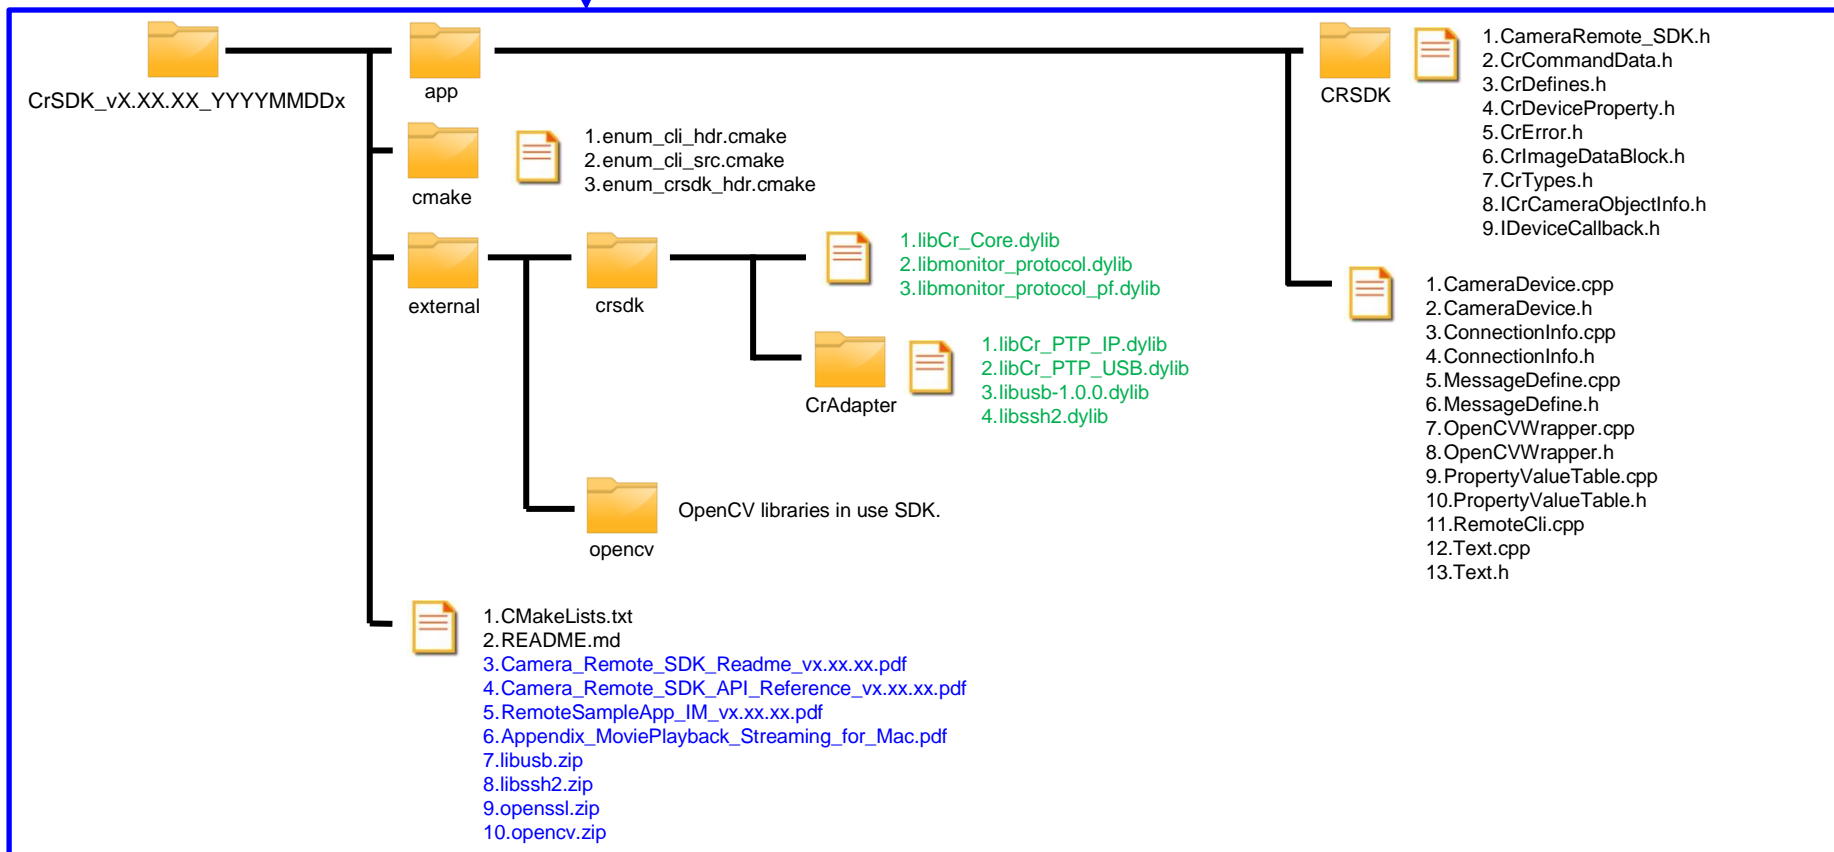 CrSDK_vX.XX.XX_YYYYMMDDx
app
CRSDK
1.CameraRemote_SDK.h
2.CrCommandData.h
3.CrDefines.h
4.CrDeviceProperty.h
5.CrError.h
6.CrImageDataBlock.h
7.CrTypes.h
8.ICrCameraObjectInfo.h
9.IDeviceCallback.h
1.CameraDevice.cpp
2.CameraDevice.h
3.ConnectionInfo.cpp
4.ConnectionInfo.h
5.MessageDefine.cpp
6.MessageDefine.h
7.OpenCVWrapper.cpp
8.OpenCVWrapper.h
9.PropertyValueTable.cpp
10.PropertyValueTable.h
11.RemoteCli.cpp
12.Text.cpp
13.Text.h
cmake
1.enum_cli_hdr.cmake
2.enum_cli_src.cmake
3.enum_crsdk_hdr.cmake
external
crsdk
1.libCr_Core.dylib
2.libmonitor_protocol.dylib
3.libmonitor_protocol_pf.dylib
CrAdapter
1.libCr_PTP_IP.dylib
2.libCr_PTP_USB.dylib
3.libusb-1.0.0.dylib
4.libssh2.dylib
opencv
OpenCV libraries in use SDK.
1.CMakeLists.txt
2.README.md
3.Camera_Remote_SDK_Readme_vx.xx.xx.pdf
4.Camera_Remote_SDK_API_Reference_vx.xx.xx.pdf
5.RemoteSampleApp_IM_vx.xx.xx.pdf
6.Appendix_MoviePlayback_Streaming_for_Mac.pdf
7.libusb.zip
8.libssh2.zip
9.openssl.zip
10.opencv.zip